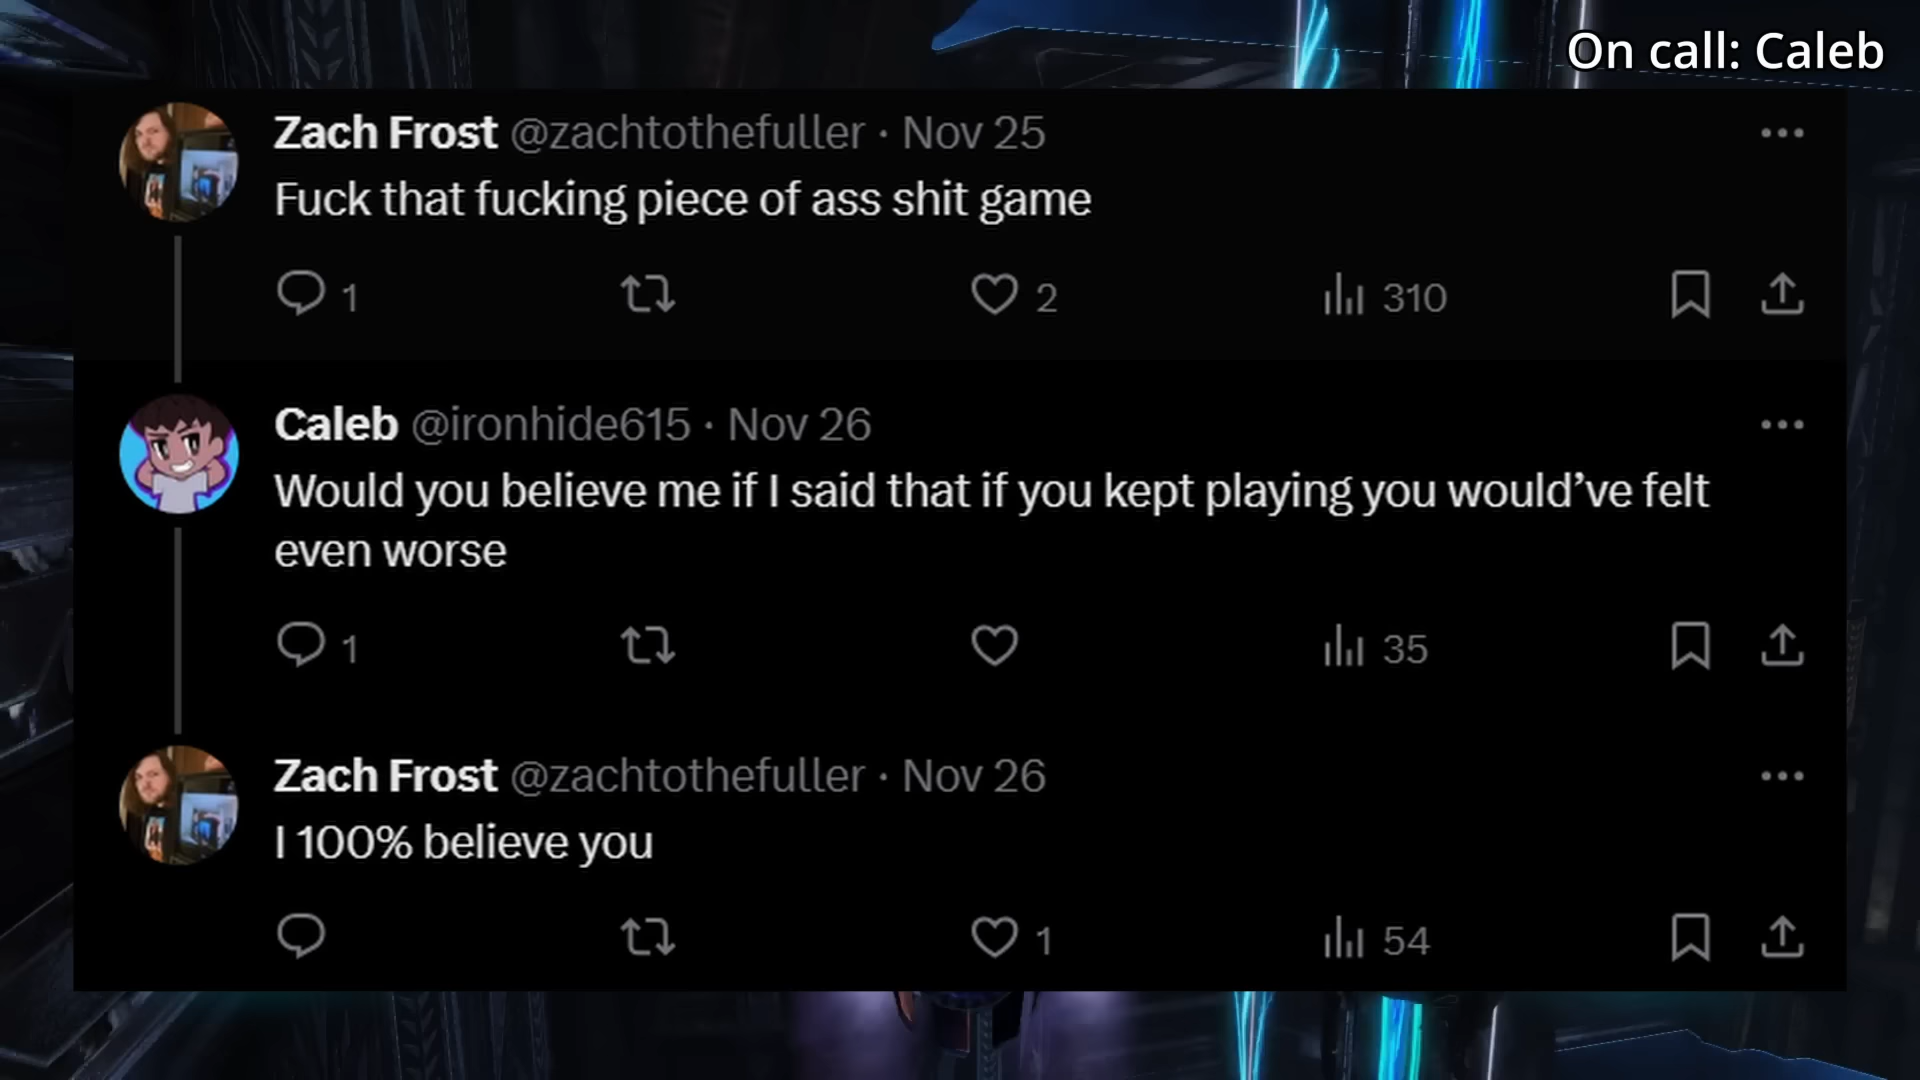 On call: Caleb
Zach Frost @zachtothefuller · Nov 25
Fuck that fucking piece of ass shit game
1 2 310
Caleb @ironhide615 · Nov 26
Would you believe me if I said that if you kept playing you would’ve felt
even worse
1 35
Zach Frost @zachtothefuller · Nov 26
I 100% believe you
1 54